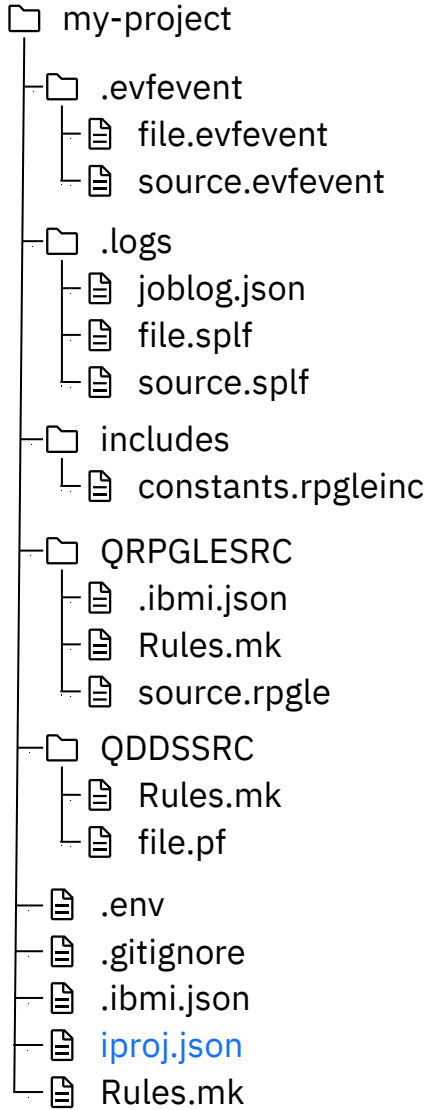 my-project
.evfevent
file.evfevent
source.evfevent
.logs
joblog.json
file.splf
source.splf
includes
constants.rpgleinc
QRPGLESRC
.ibmi.json
Rules.mk
source.rpgle
QDDSSRC
Rules.mk
file.pf
.env
.gitignore
.ibmi.json
iproj.json
Rules.mk